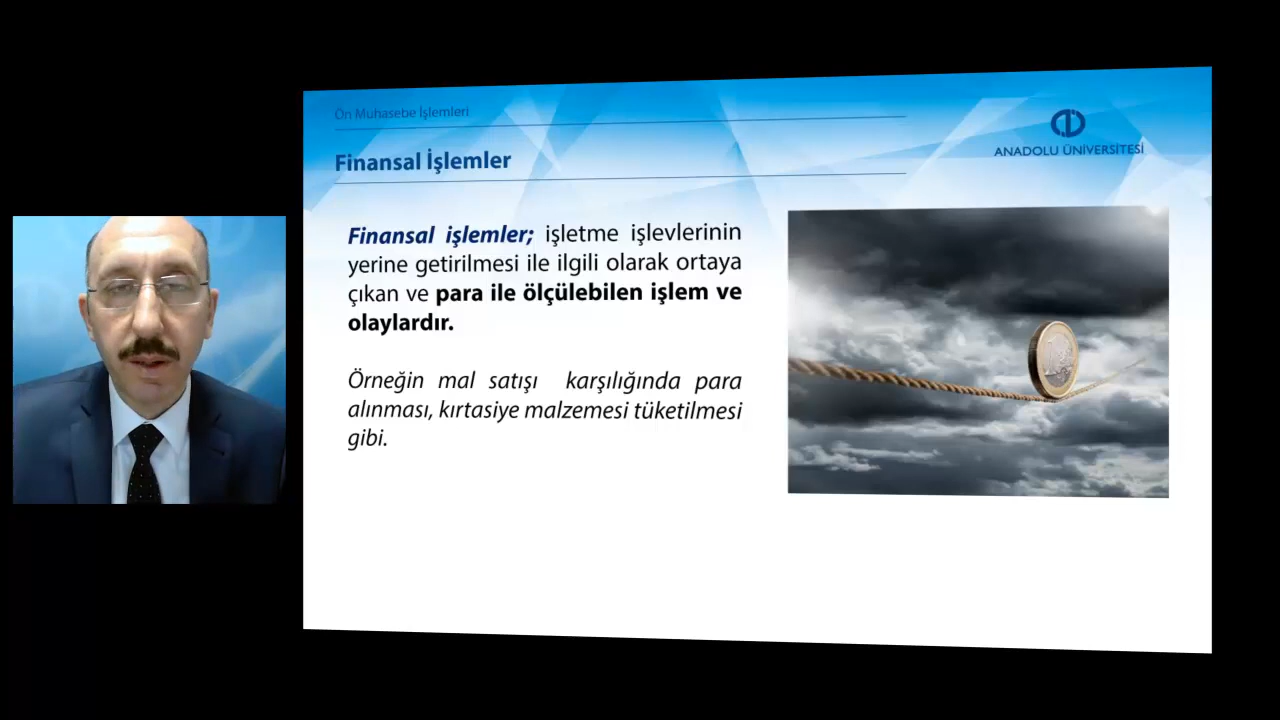 Ön Muhasebe İşlemleri
Finansal İşlemler
ANADOLU ÜNİVERSİTESİ
Finansal işlemler; işletme işlevlerinin
yerine getirilmesi ile ilgili olarak ortaya
çıkan ve para ile ölçülebilen işlem ve
olaylardır.
Örneğin mal satışı karşılığında para
alınması, kırtasiye malzemesi tüketilmesi
gibi.